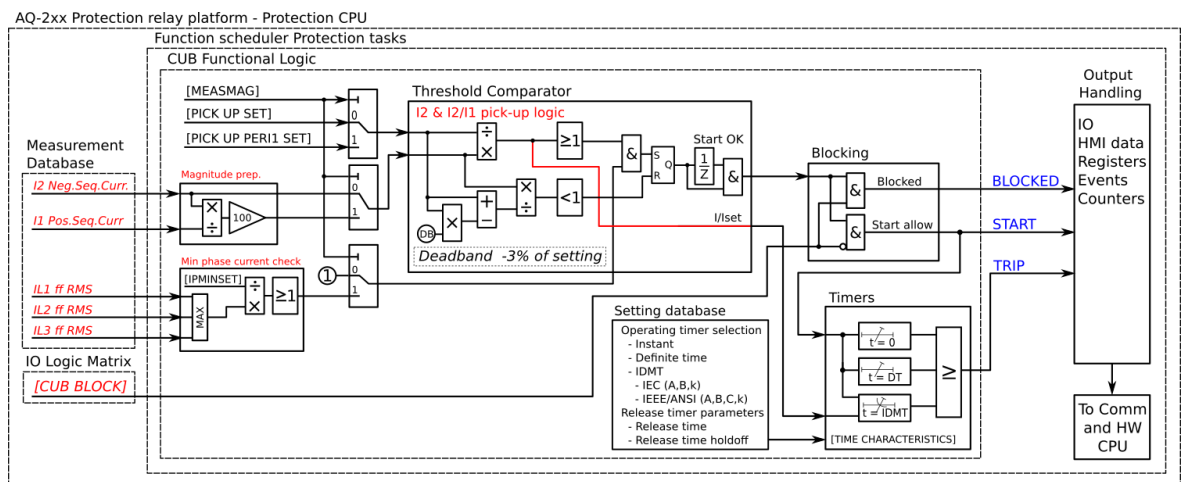 AQ-2xx Protection relay platform - Protection CPU
Function scheduler Protection tasks
CUB Functional Logic
[MEASMAG]
[PICK UP SET]
[PICK UP PERI1 SET]
0
1
Measurement
Database
I2 Neg.Seq.Curr.
I1 Pos.Seq.Curr
Magnitude prep.
×
÷
100
0
1
Min phase current check
[IPMINSET]
÷
×
≥1
MAX
1
0
1
IL1 ff RMS
IL2 ff RMS
IL3 ff RMS
IO Logic Matrix
[CUB BLOCK]
Threshold Comparator
I2 & I2/I1 pick-up logic
÷
×
≥1
&
S
R
Q
Start OK
1
Z
&
×
÷
<1
+
−
×
DB
I/Iset
Deadband -3% of setting
Blocking
&
Blocked
&
Start allow
BLOCKED
START
TRIP
Setting database
Operating timer selection
- Instant
- Definite time
- IDMT
- IEC (A,B,k)
- IEEE/ANSI (A,B,C,k)
Release timer parameters
- Release time
- Release time holdoff
Timers
t = 0
t = DT
t = IDMT
≥
[TIME CHARACTERISTICS]
Output
Handling
IO
HMI data
Registers
Events
Counters
To Comm
and HW
CPU